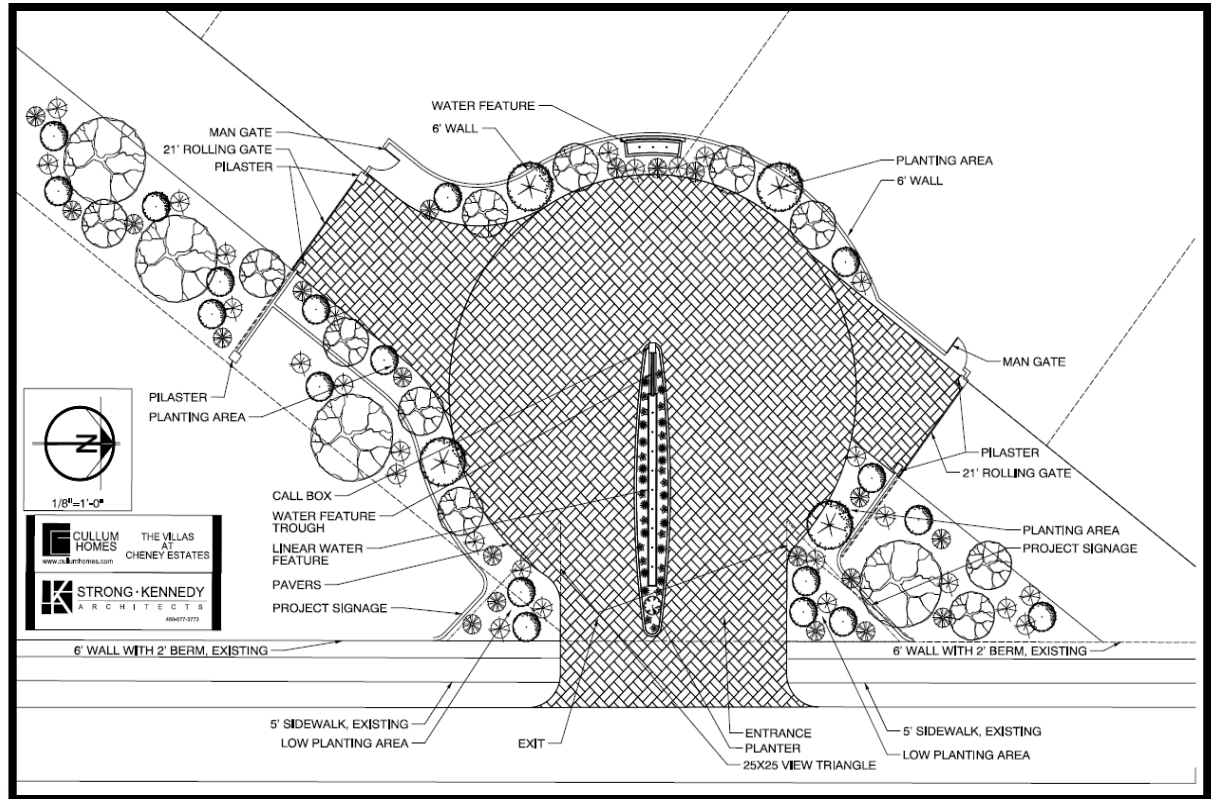 WATER FEATURE
6' WALL
MAN GATE
21' ROLLING GATE
PILASTER
PLANTING AREA
6' WALL
MAN GATE
PILASTER
PLANTING AREA
PILASTER
21' ROLLING GATE
N
1/8"=1'-0"
CALL BOX
WATER FEATURE
TROUGH
LINEAR WATER
FEATURE
PAVERS
PROJECT SIGNAGE
PLANTING AREA
PROJECT SIGNAGE
CULLUM
HOMES
www.cullumhomes.com
THE VILLAS
AT
CHENEY ESTATES
STRONG·KENNEDY
ARCHITECTS
6' WALL WITH 2' BERM, EXISTING
6' WALL WITH 2' BERM, EXISTING
5' SIDEWALK, EXISTING
LOW PLANTING AREA
EXIT
ENTRANCE
PLANTER
25X25 VIEW TRIANGLE
5' SIDEWALK, EXISTING
LOW PLANTING AREA